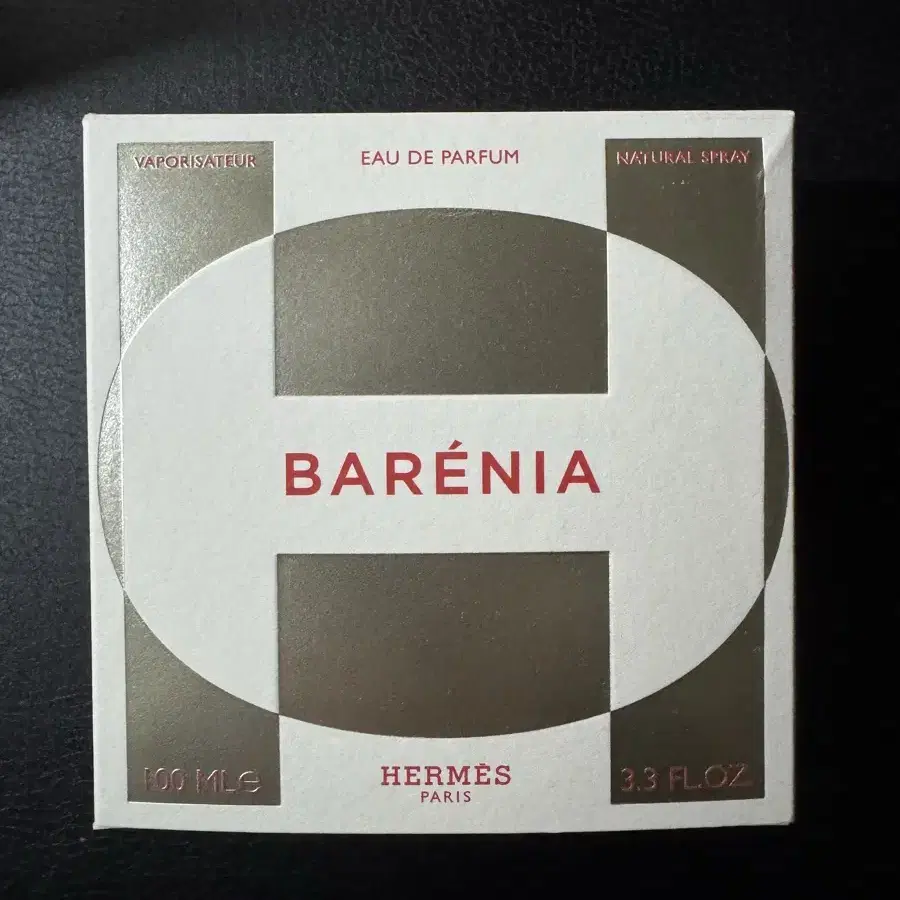 VAPORISATEUR
EAU DE PARFUM
NATURAL SPRAY
BARÉNIA
100 ML℮
HERMÈS
PARIS
3.3 FL.OZ